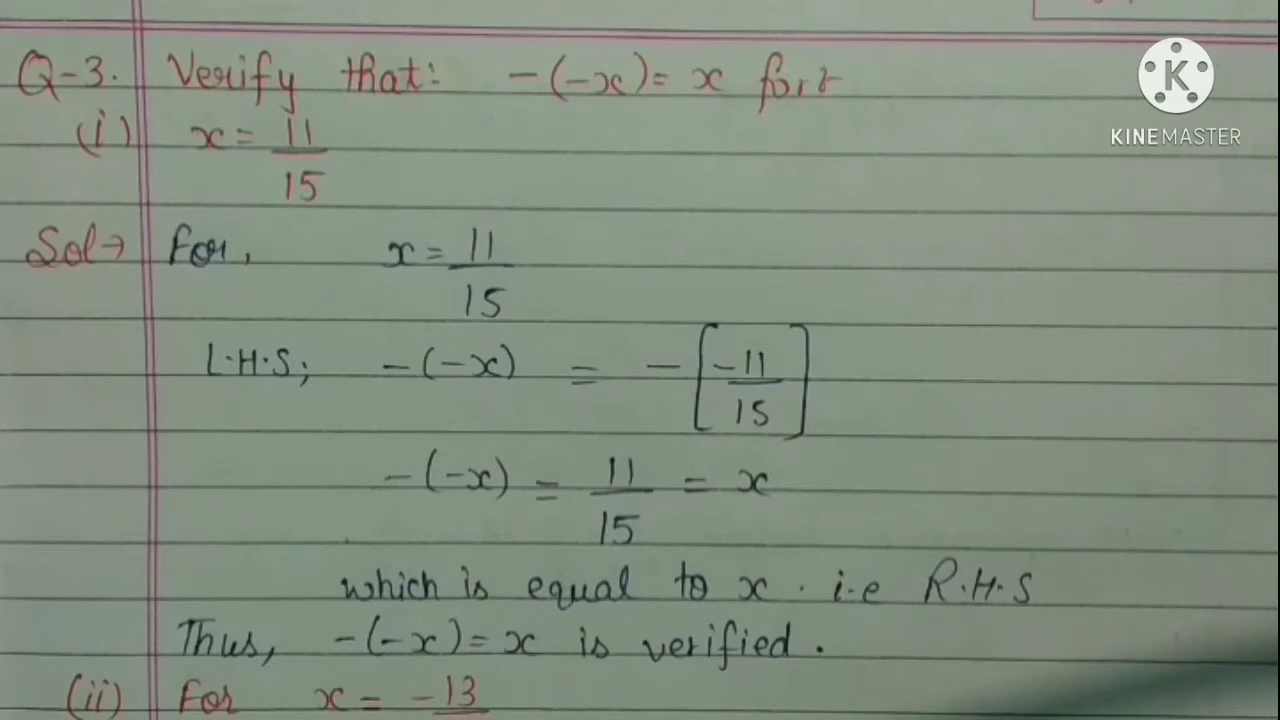 Q-3. Verify that: -(-x) = x for:
(i) x = 11/15
Sol→ For, x = 11/15
L.H.S; -(-x) = -[-11/15]
-(-x) = 11/15 = x
which is equal to x . i.e R.H.S
Thus, -(-x) = x is verified .
(ii) For x = -13
K
KINEMASTER